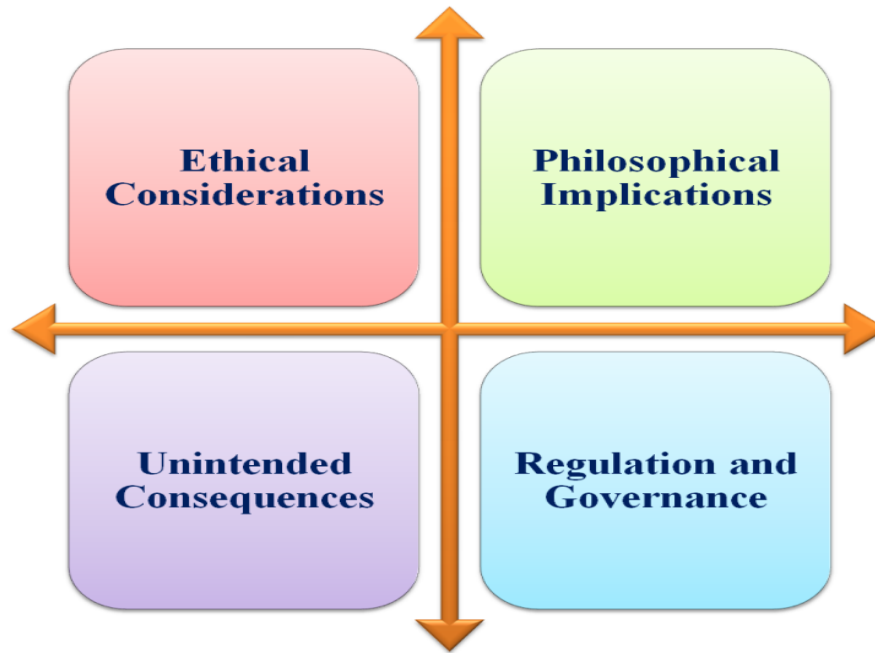 Ethical
Considerations
Philosophical
Implications
Unintended
Consequences
Regulation and
Governance